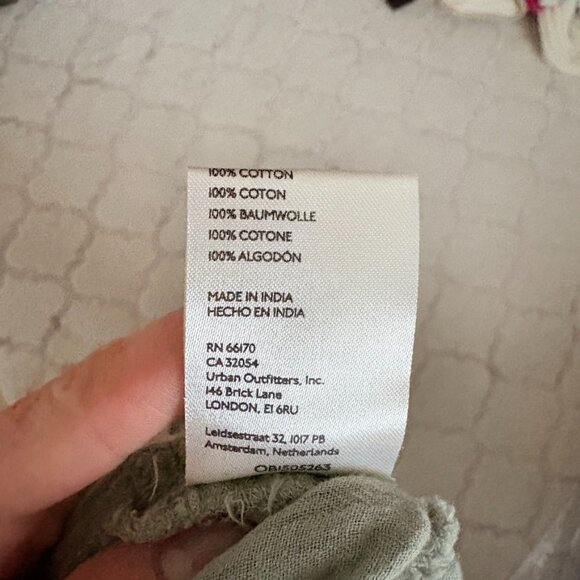 100% COTTON
100% COTON
100% BAUMWOLLE
100% COTONE
100% ALGODÓN
MADE IN INDIA
HECHO EN INDIA
RN 66170
CA 32054
Urban Outfitters, Inc.
146 Brick Lane
LONDON, E1 6RU
Leidsestraat 32, 1017 PB
Amsterdam, Netherlands
OB1505263